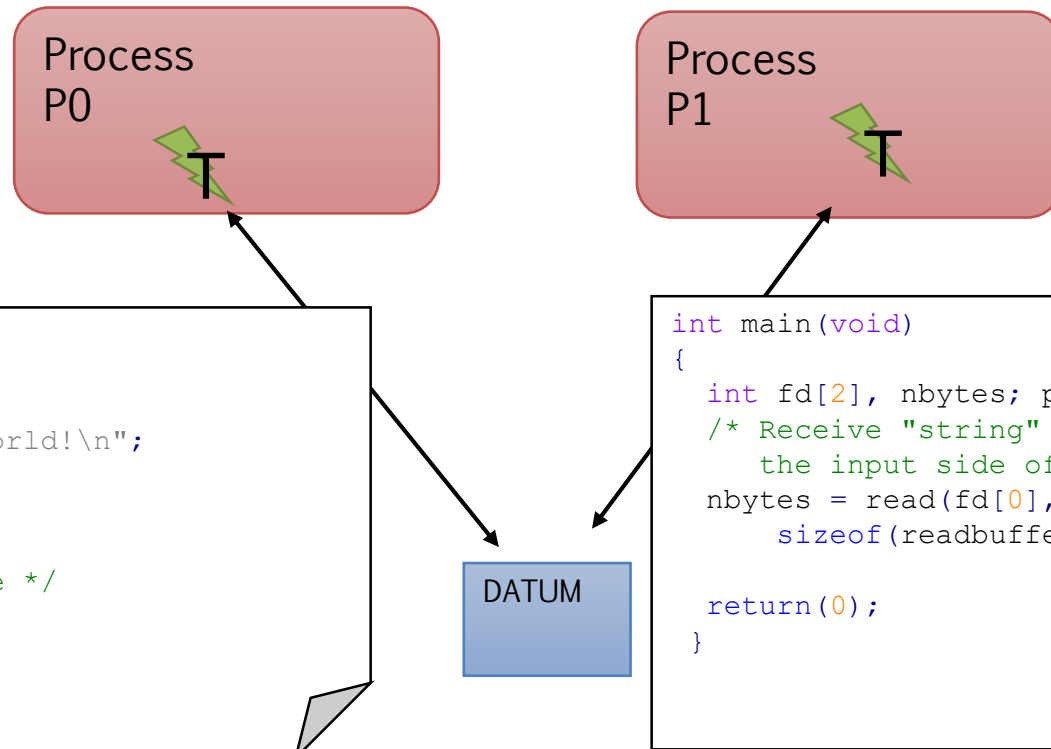 Process
P0
T
Process
P1
T
orld!\n";
e */
DATUM
int main(void)
{
int fd[2], nbytes; p
/* Receive "string"
the input side of
nbytes = read(fd[0],
sizeof(readbuffe
return(0);
}